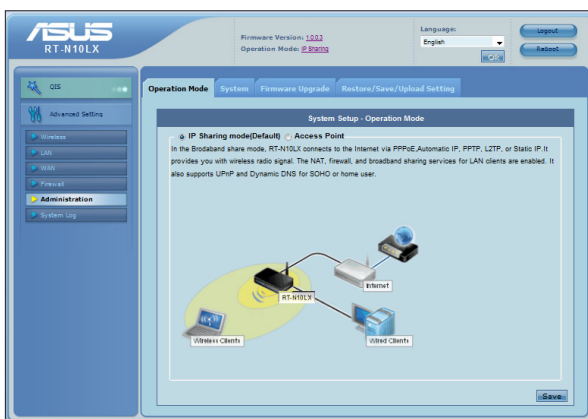 ASUS
RT-N10LX
Firmware Version: 1.0.0.3
Operation Mode: IP Sharing
Language:
English
Logout
Reboot
QIS
Advanced Setting
Wireless
LAN
WAN
Firewall
Administration
System Log
Operation Mode
System
Firmware Upgrade
Restore/Save/Upload Setting
System Setup - Operation Mode
IP Sharing mode(Default) Access Point
In the Brodaband share mode, RT-N10LX connects to the Internet via PPPoE,Automatic IP, PPTP, L2TP, or Static IP.It
provides you with wireless radio signal. The NAT, firewall, and broadband sharing services for LAN clients are enabled. It
also supports UPnP and Dynamic DNS for SOHO or home user.
Internet
RT-N10LX
Wireless Clients
Wired Clients
Save